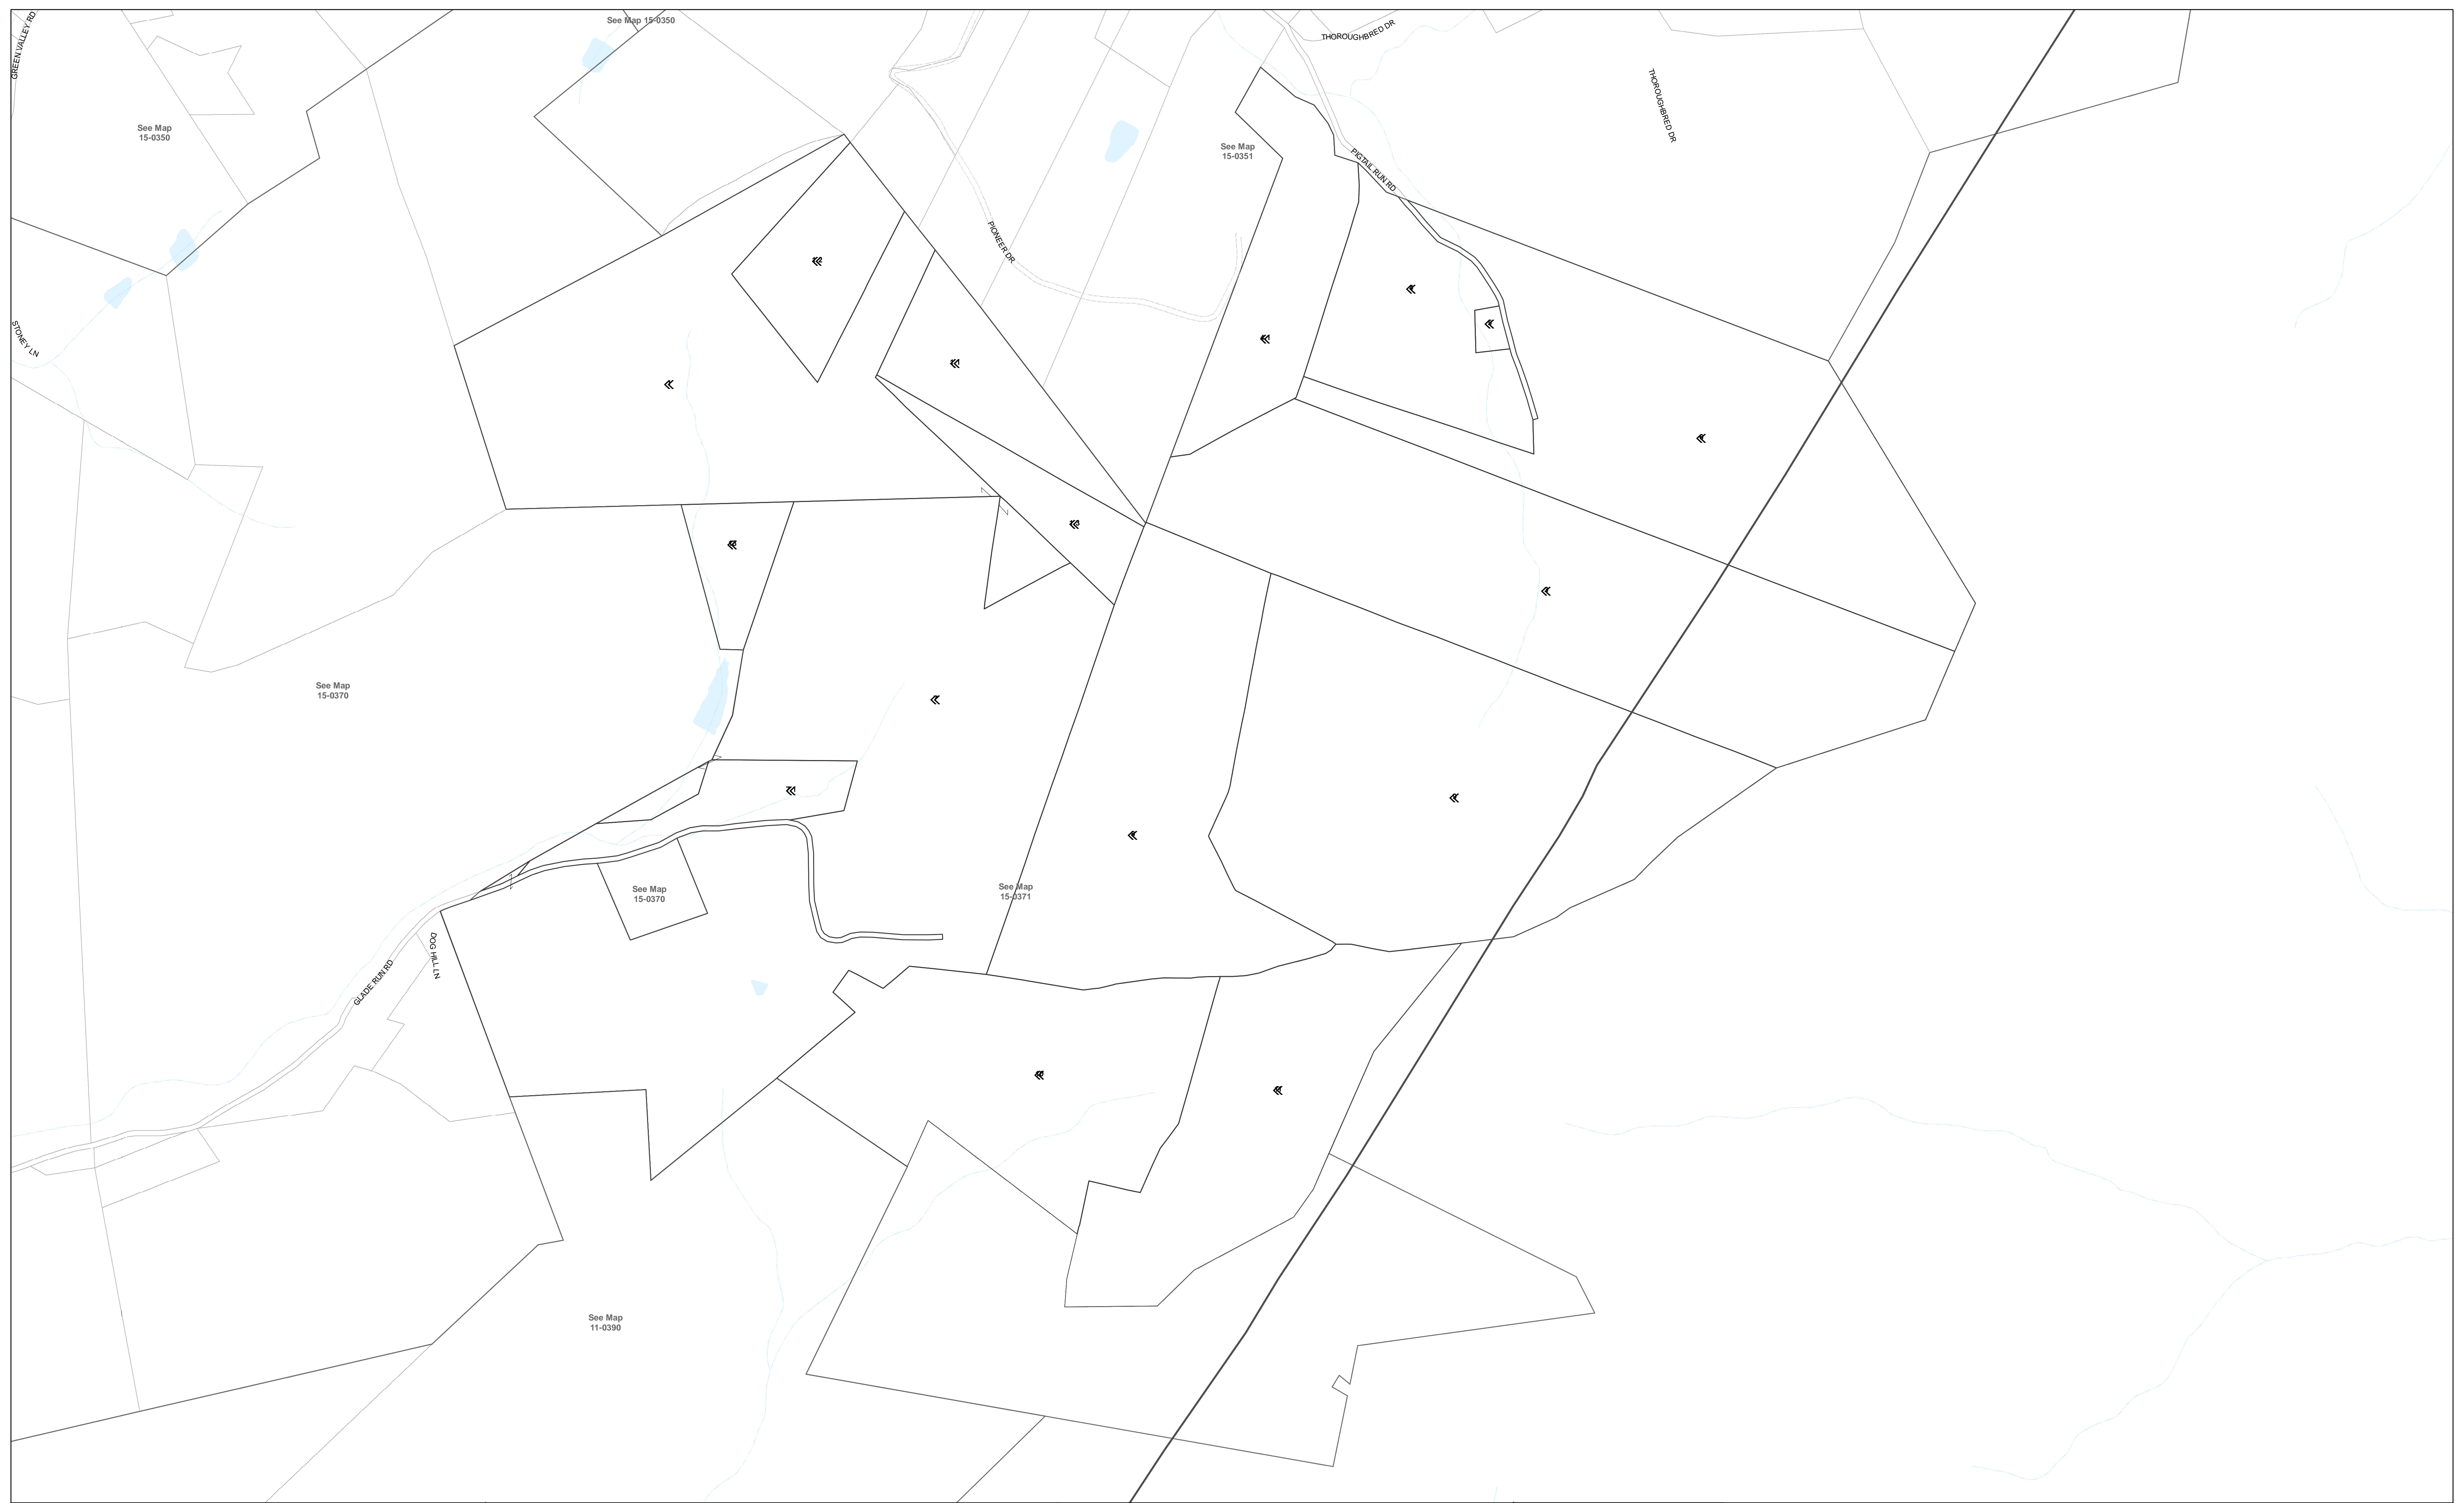 See Map 15-0350
GREEN VALLEY RD
THOROUGHBRED DR
THOROUGHBRED DR
See Map
15-0350
See Map
15-0351
PIGTAIL RUN RD
PIONEER DR
STONEY LN
See Map
15-0370
See Map
15-0370
See Map
15-0371
DOG HILL LN
GLADE RUN RD
See Map
11-0390